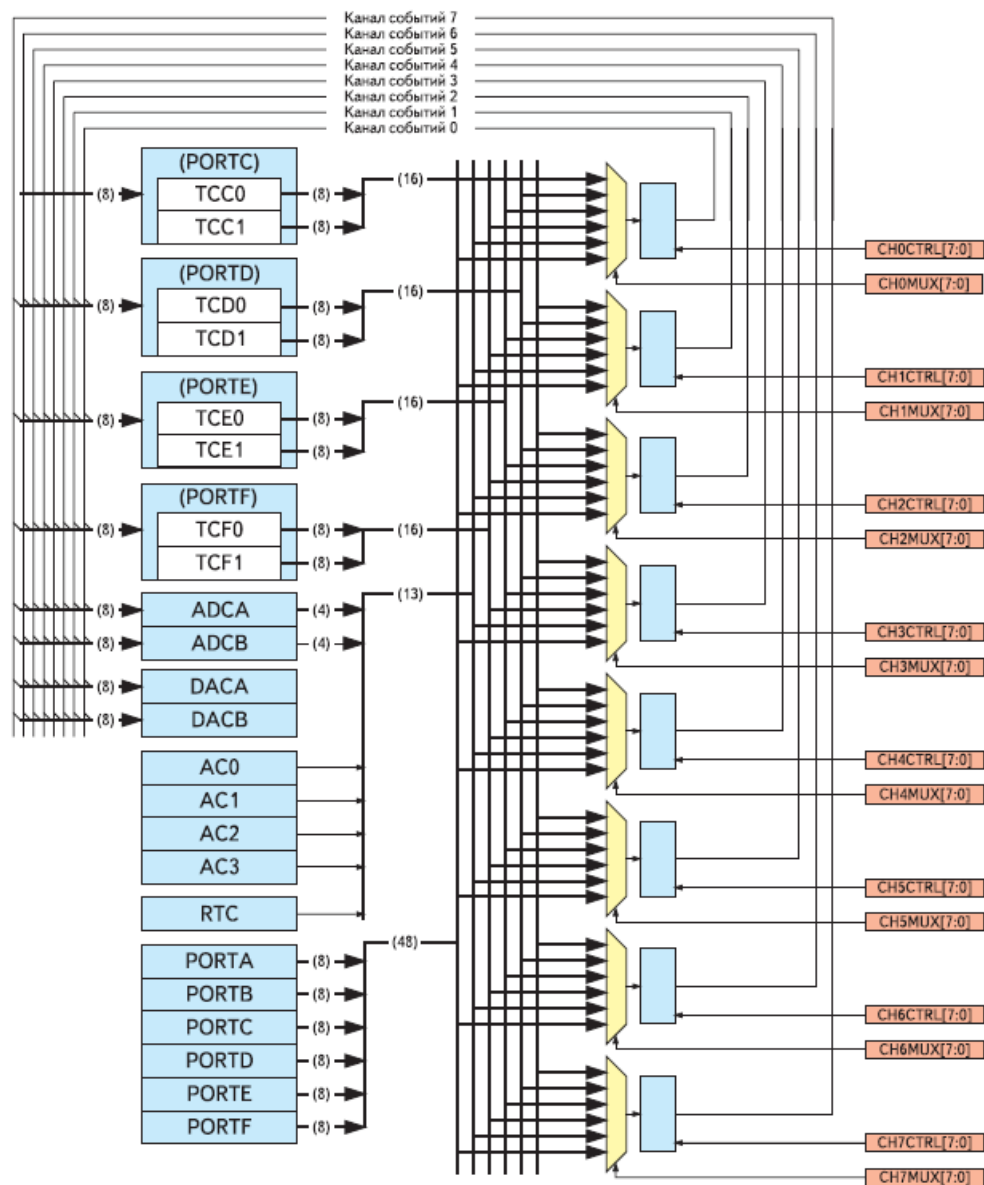 Канал событий 7
Канал событий 6
Канал событий 5
Канал событий 4
Канал событий 3
Канал событий 2
Канал событий 1
Канал событий 0
(PORTC)
(8) TCC0 (8) (16)
TCC1 (8)
CH0CTRL[7:0]
CH0MUX[7:0]
(PORTD)
(8) TCD0 (8) (16)
TCD1 (8)
CH1CTRL[7:0]
CH1MUX[7:0]
(PORTE)
(8) TCE0 (8) (16)
TCE1 (8)
CH2CTRL[7:0]
CH2MUX[7:0]
(PORTF)
(8) TCF0 (8) (16)
TCF1 (8)
(13)
(8) ADCA (4)
(8) ADCB (4)
CH3CTRL[7:0]
CH3MUX[7:0]
(8) DACA
(8) DACB
AC0
AC1
AC2
AC3
CH4CTRL[7:0]
CH4MUX[7:0]
RTC
CH5CTRL[7:0]
CH5MUX[7:0]
(48)
PORTA (8)
PORTB (8)
PORTC (8)
PORTD (8)
PORTE (8)
PORTF (8)
CH6CTRL[7:0]
CH6MUX[7:0]
CH7CTRL[7:0]
CH7MUX[7:0]